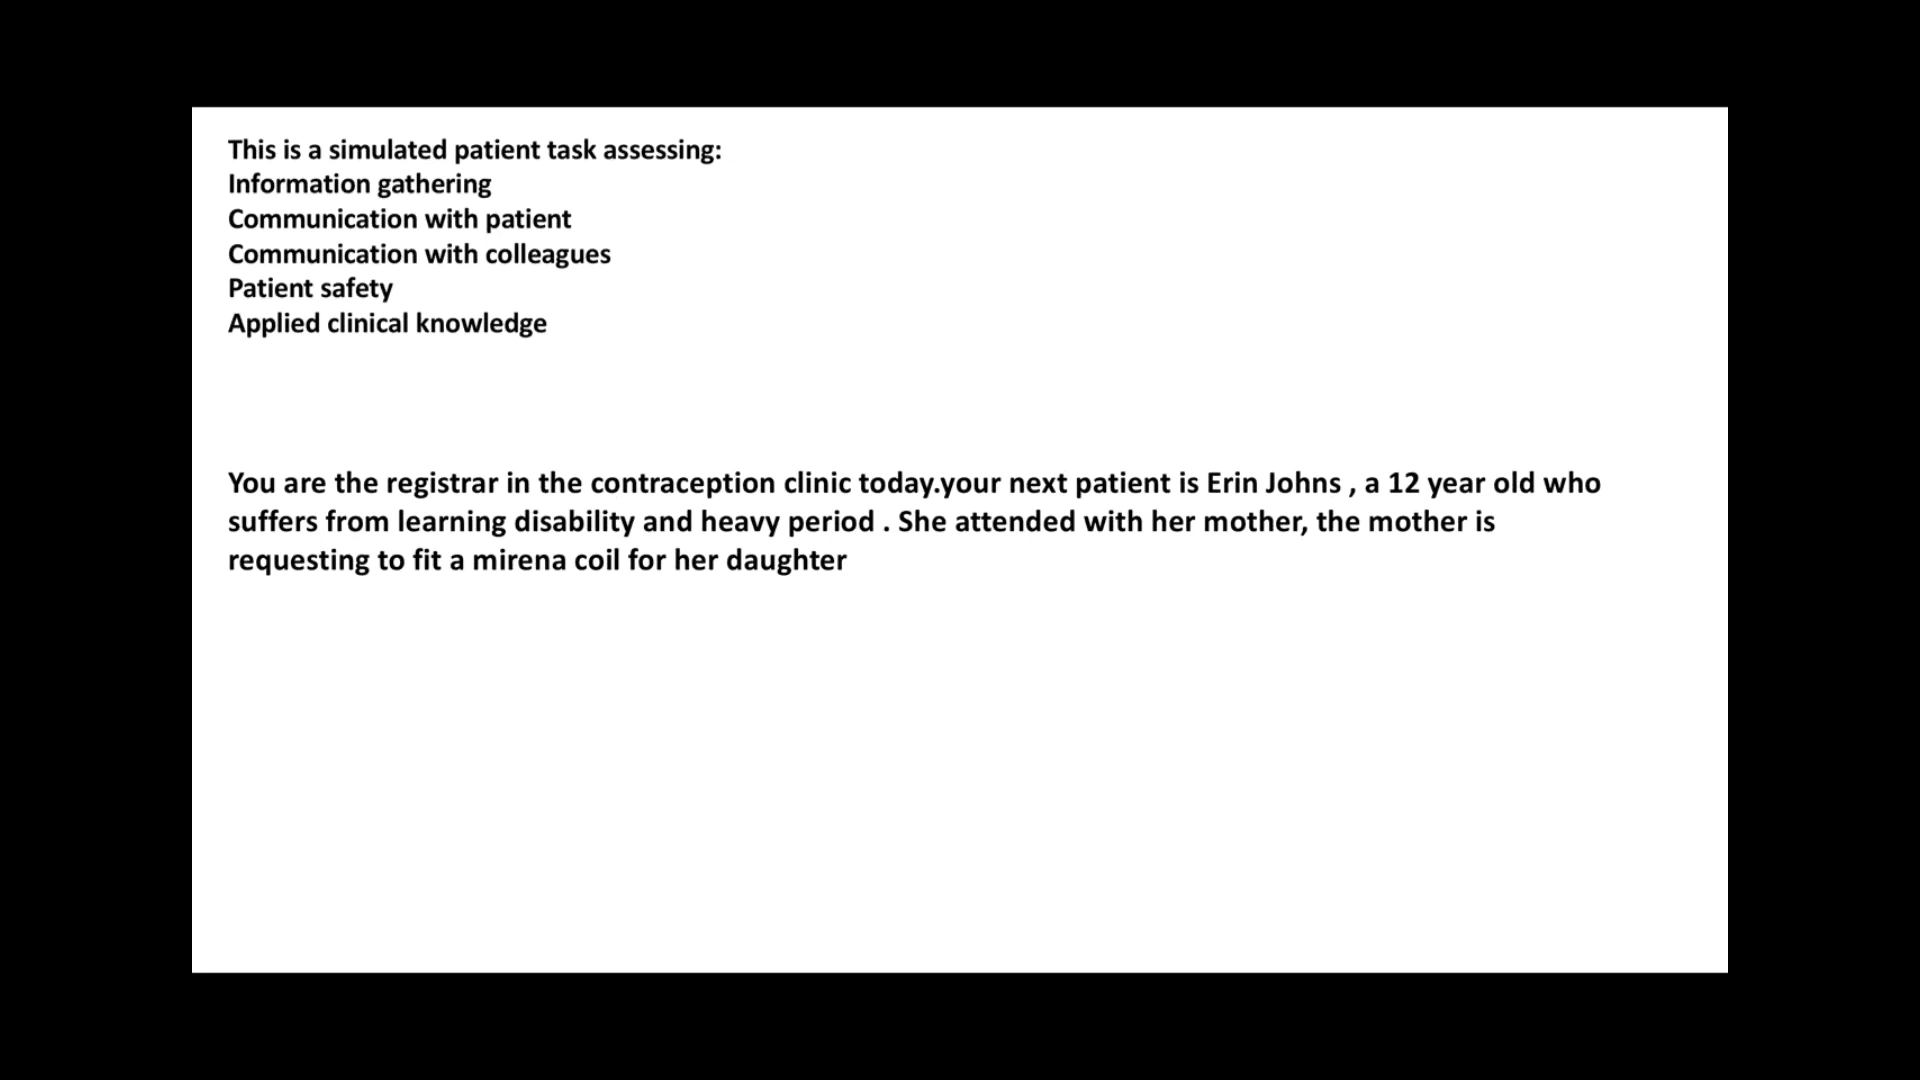 This is a simulated patient task assessing:
Information gathering
Communication with patient
Communication with colleagues
Patient safety
Applied clinical knowledge
You are the registrar in the contraception clinic today.your next patient is Erin Johns , a 12 year old who
suffers from learning disability and heavy period . She attended with her mother, the mother is
requesting to fit a mirena coil for her daughter